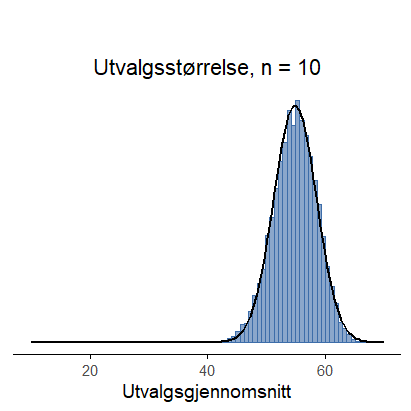 Utvalgsstørrelse, n = 10
20 40 60
Utvalgsgjennomsnitt